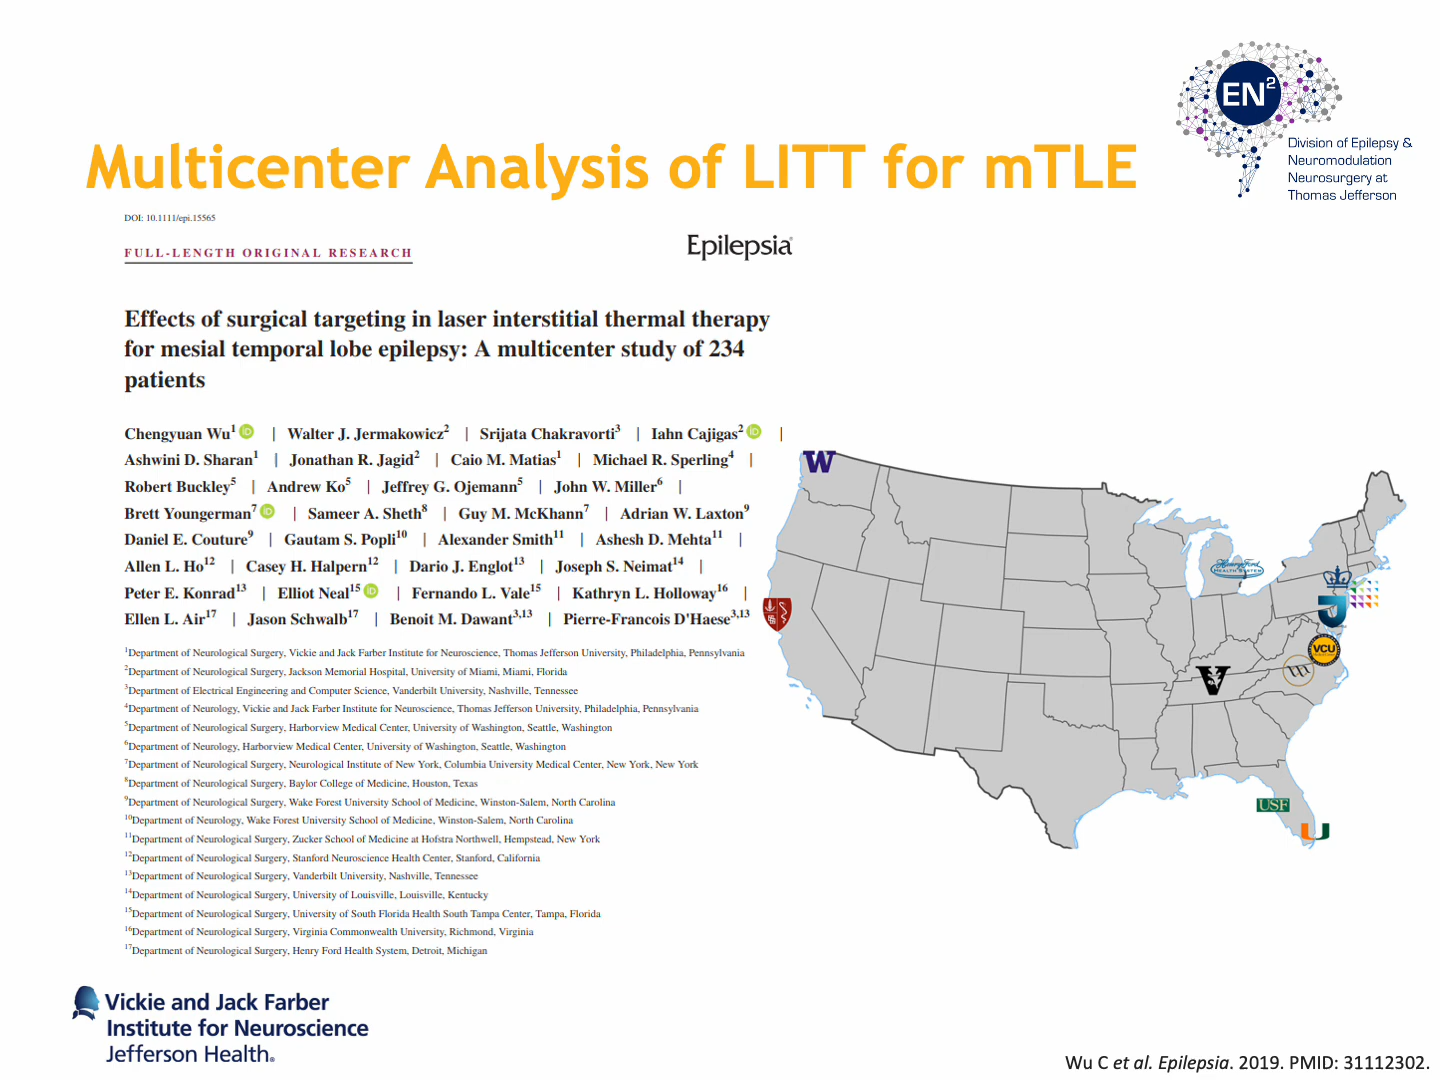 EN²
Division of Epilepsy &
Neuromodulation
Neurosurgery at
Thomas Jefferson
Multicenter Analysis of LITT for mTLE
DOI: 10.1111/epi.15565
FULL-LENGTH ORIGINAL RESEARCH
Epilepsia
Effects of surgical targeting in laser interstitial thermal therapy
for mesial temporal lobe epilepsy: A multicenter study of 234
patients
Chengyuan Wu¹ iD | Walter J. Jermakowicz² | Srijata Chakravorti³ | Iahn Cajigas² iD |
Ashwini D. Sharan¹ | Jonathan R. Jagid² | Caio M. Matias¹ | Michael R. Sperling⁴ |
Robert Buckley⁵ | Andrew Ko⁵ | Jeffrey G. Ojemann⁵ | John W. Miller⁶ |
Brett Youngerman⁷ iD | Sameer A. Sheth⁸ | Guy M. McKhann⁷ | Adrian W. Laxton⁹
Daniel E. Couture⁹ | Gautam S. Popli¹⁰ | Alexander Smith¹¹ | Ashesh D. Mehta¹¹ |
Allen L. Ho¹² | Casey H. Halpern¹² | Dario J. Englot¹³ | Joseph S. Neimat¹⁴ |
Peter E. Konrad¹³ | Elliot Neal¹⁵ iD | Fernando L. Vale¹⁵ | Kathryn L. Holloway¹⁶ |
Ellen L. Air¹⁷ | Jason Schwalb¹⁷ | Benoit M. Dawant³,¹³ | Pierre-Francois D'Haese³,¹³
¹Department of Neurological Surgery, Vickie and Jack Farber Institute for Neuroscience, Thomas Jefferson University, Philadelphia, Pennsylvania
²Department of Neurological Surgery, Jackson Memorial Hospital, University of Miami, Miami, Florida
³Department of Electrical Engineering and Computer Science, Vanderbilt University, Nashville, Tennessee
⁴Department of Neurology, Vickie and Jack Farber Institute for Neuroscience, Thomas Jefferson University, Philadelphia, Pennsylvania
⁵Department of Neurological Surgery, Harborview Medical Center, University of Washington, Seattle, Washington
⁶Department of Neurology, Harborview Medical Center, University of Washington, Seattle, Washington
⁷Department of Neurological Surgery, Neurological Institute of New York, Columbia University Medical Center, New York, New York
⁸Department of Neurological Surgery, Baylor College of Medicine, Houston, Texas
⁹Department of Neurological Surgery, Wake Forest University School of Medicine, Winston-Salem, North Carolina
¹⁰Department of Neurology, Wake Forest University School of Medicine, Winston-Salem, North Carolina
¹¹Department of Neurological Surgery, Zucker School of Medicine at Hofstra Northwell, Hempstead, New York
¹²Department of Neurological Surgery, Stanford Neuroscience Health Center, Stanford, California
¹³Department of Neurological Surgery, Vanderbilt University, Nashville, Tennessee
¹⁴Department of Neurological Surgery, University of Louisville, Louisville, Kentucky
¹⁵Department of Neurological Surgery, University of South Florida Health South Tampa Center, Tampa, Florida
¹⁶Department of Neurological Surgery, Virginia Commonwealth University, Richmond, Virginia
¹⁷Department of Neurological Surgery, Henry Ford Health System, Detroit, Michigan
W
Henry Ford
HEALTH SYSTEM
J
VCU
V
USF
U
Vickie and Jack Farber
Institute for Neuroscience
Jefferson Health®
Wu C et al. Epilepsia. 2019. PMID: 31112302.